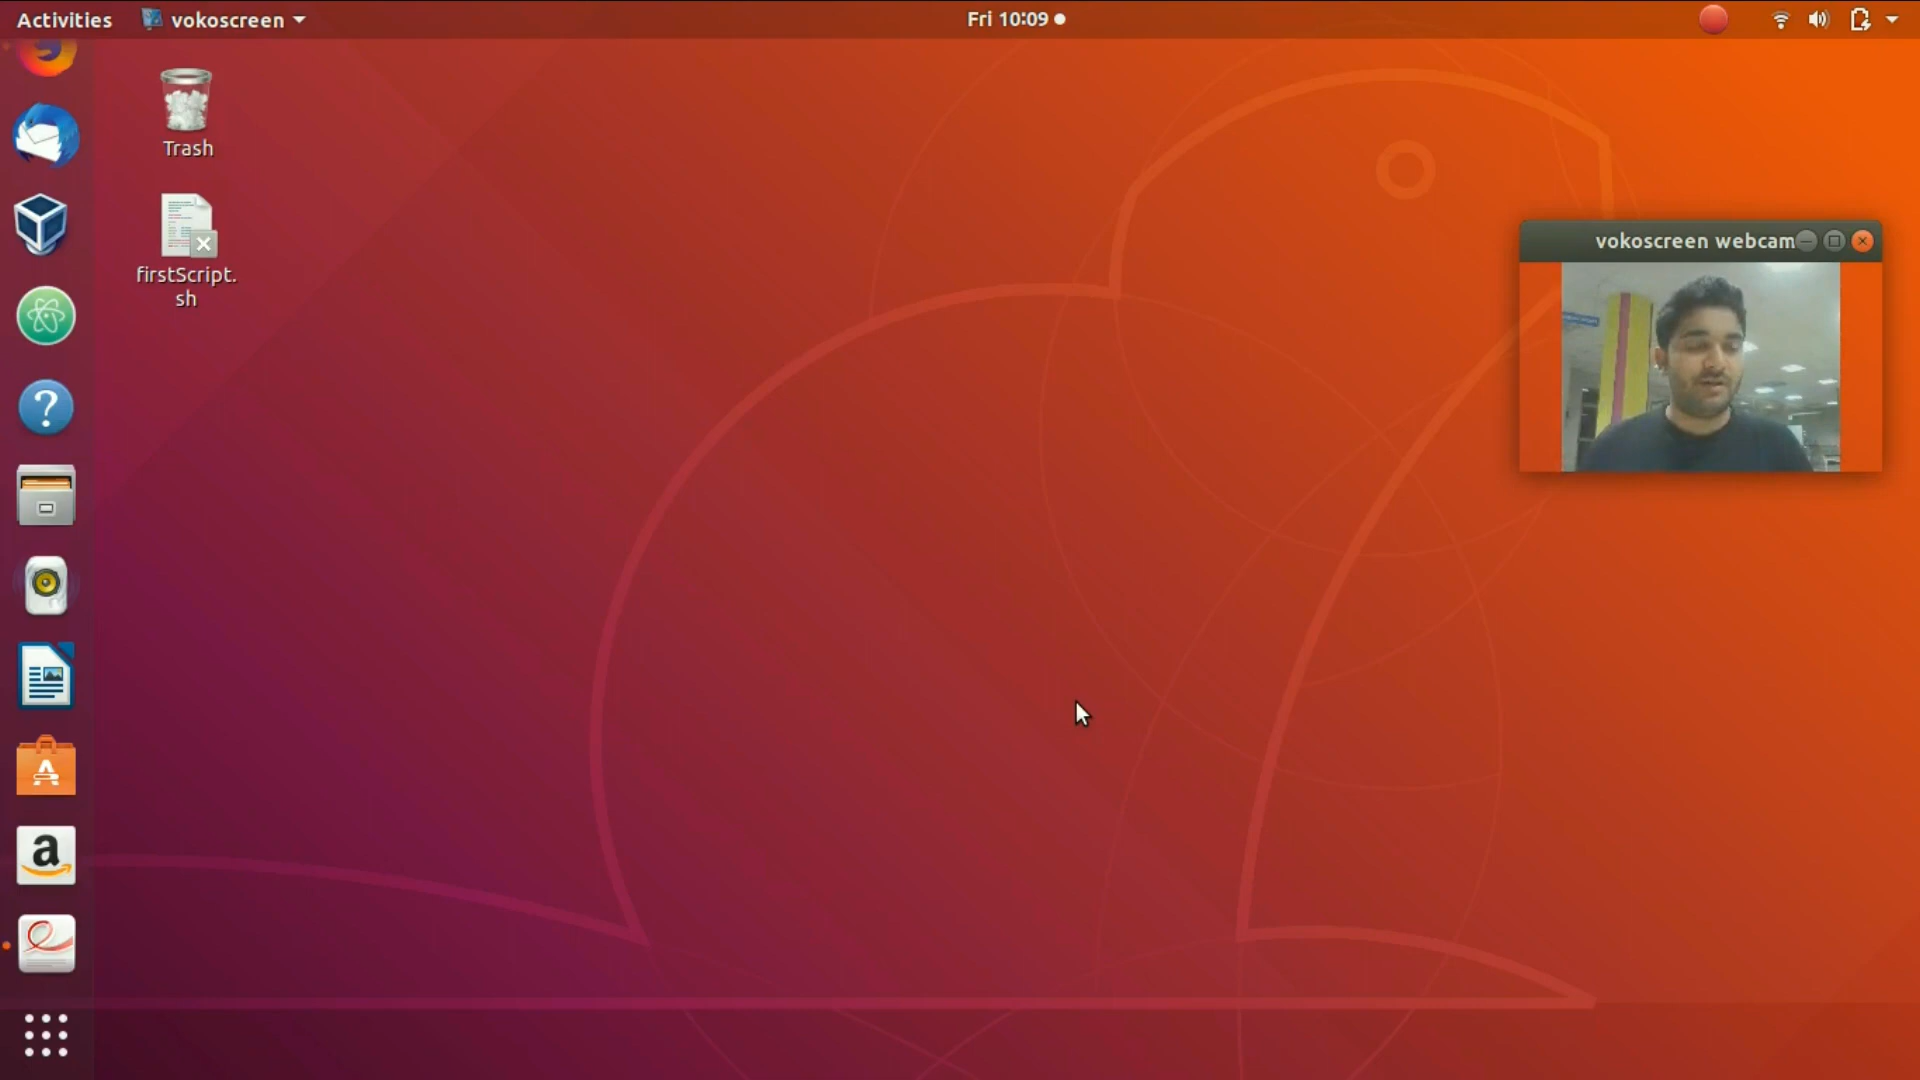 Activities
vokoscreen
Fri 10:09
Trash
firstScript.
sh
vokoscreen webcam
a